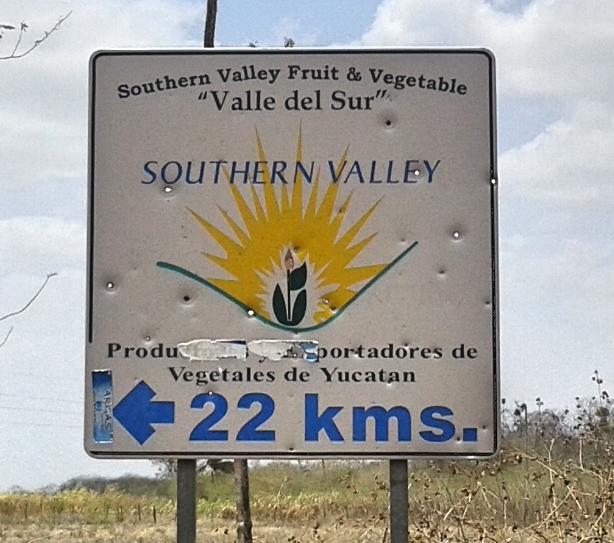 Southern Valley Fruit & Vegetable
"Valle del Sur"
SOUTHERN VALLEY
de
Vegetales de Yucatan
22 kms.